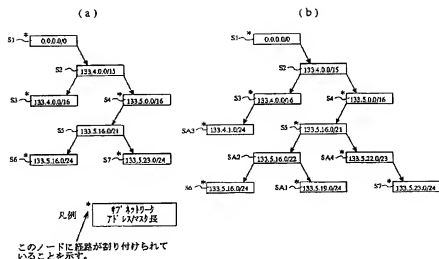 (a)
S1 * 0.0.0.0/0
S2 133.4.0.0/15
S3 * 133.4.0.0/16
S4 * 133.5.0.0/16
S5 133.5.16.0/21
S6 * 133.5.16.0/24
S7 * 133.5.23.0/24
(b)
S1 * 0.0.0.0/0
S2 133.4.0.0/15
S3 * 133.4.0.0/16
S4 * 133.5.0.0/16
SA3 * 133.4.1.0/24
S5 * 133.5.16.0/21
SA2 133.5.16.0/22
SA4 * 133.5.22.0/23
S6 * 133.5.16.0/24
SA1 * 133.5.19.0/24
S7 * 133.5.23.0/24
凡例
*
サブネットワーク
アドレス/マスク長
このノードに経路が割り付けられて
いることを示す。